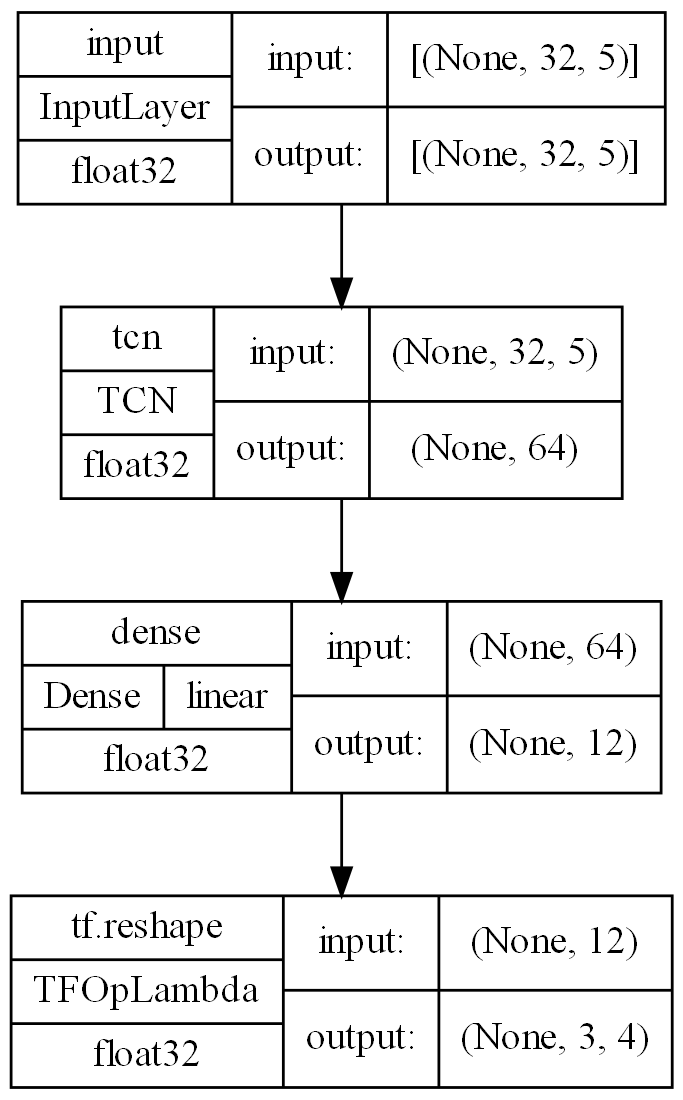 input
InputLayer
float32
input:
[(None, 32, 5)]
output:
[(None, 32, 5)]
tcn
TCN
float32
input:
(None, 32, 5)
output:
(None, 64)
dense
Dense
linear
float32
input:
(None, 64)
output:
(None, 12)
tf.reshape
TFOpLambda
float32
input:
(None, 12)
output:
(None, 3, 4)